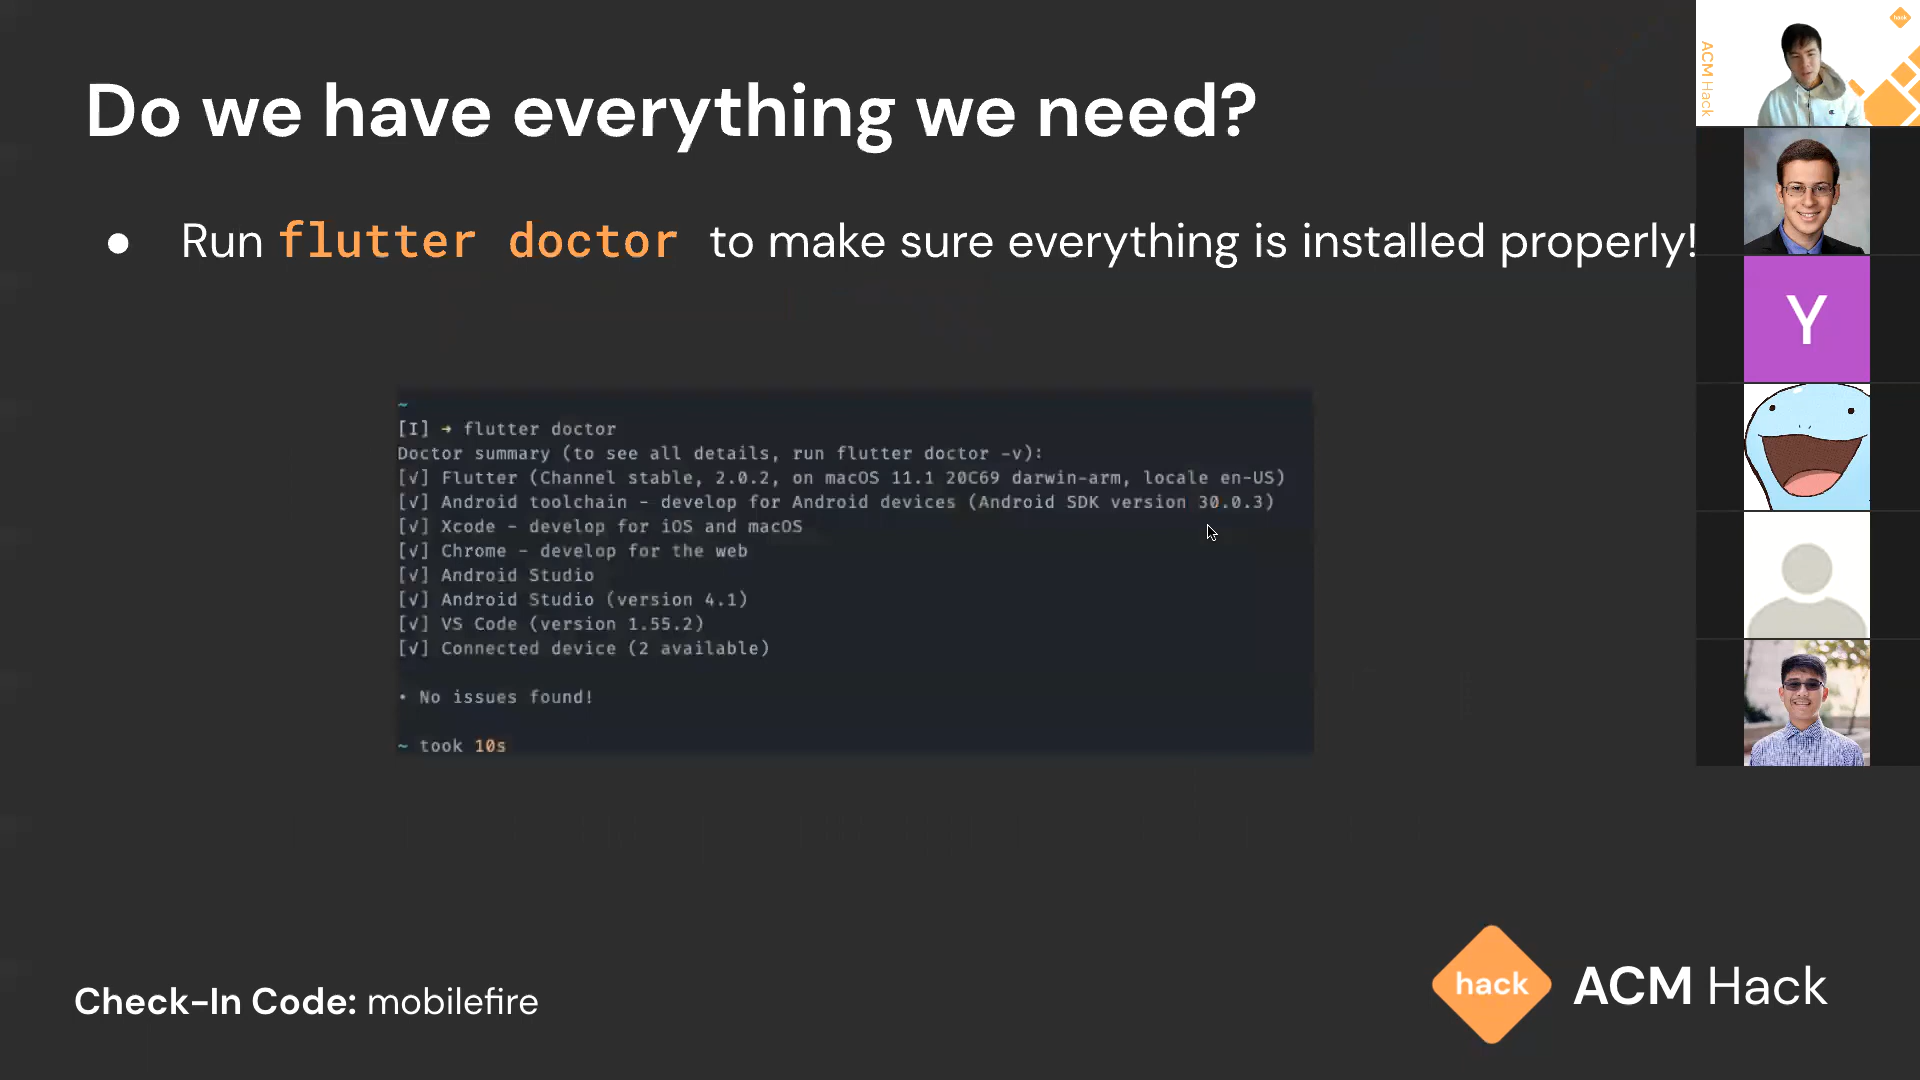 Do we have everything we need?
● Run flutter doctor to make sure everything is installed properly!
~
[I] → flutter doctor
Doctor summary (to see all details, run flutter doctor -v):
[√] Flutter (Channel stable, 2.0.2, on macOS 11.1 20C69 darwin-arm, locale en-US)
[√] Android toolchain - develop for Android devices (Android SDK version 30.0.3)
[√] Xcode - develop for iOS and macOS
[√] Chrome - develop for the web
[√] Android Studio
[√] Android Studio (version 4.1)
[√] VS Code (version 1.55.2)
[√] Connected device (2 available)
• No issues found!
~ took 10s
Check-In Code: mobilefire
hack ACM Hack
ACM Hack
hack
Y